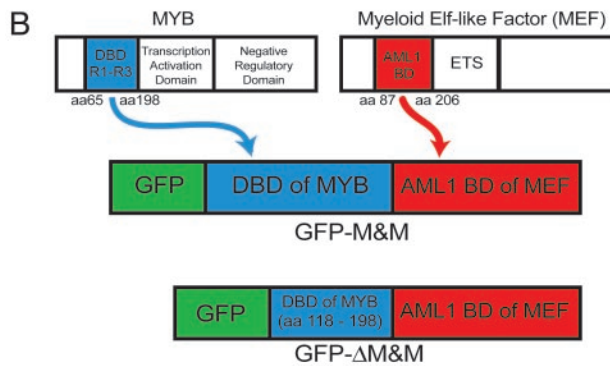 B
MYB
Myeloid Elf-like Factor (MEF)
DBD
R1-R3
Transcription
Activation
Domain
Negative
Regulatory
Domain
AML1
BD
ETS
aa65
aa198
aa 87
aa 206
GFP
DBD of MYB
AML1 BD of MEF
GFP-M&M
GFP
DBD of MYB
(aa 118 - 198)
AML1 BD of MEF
GFP-ΔM&M